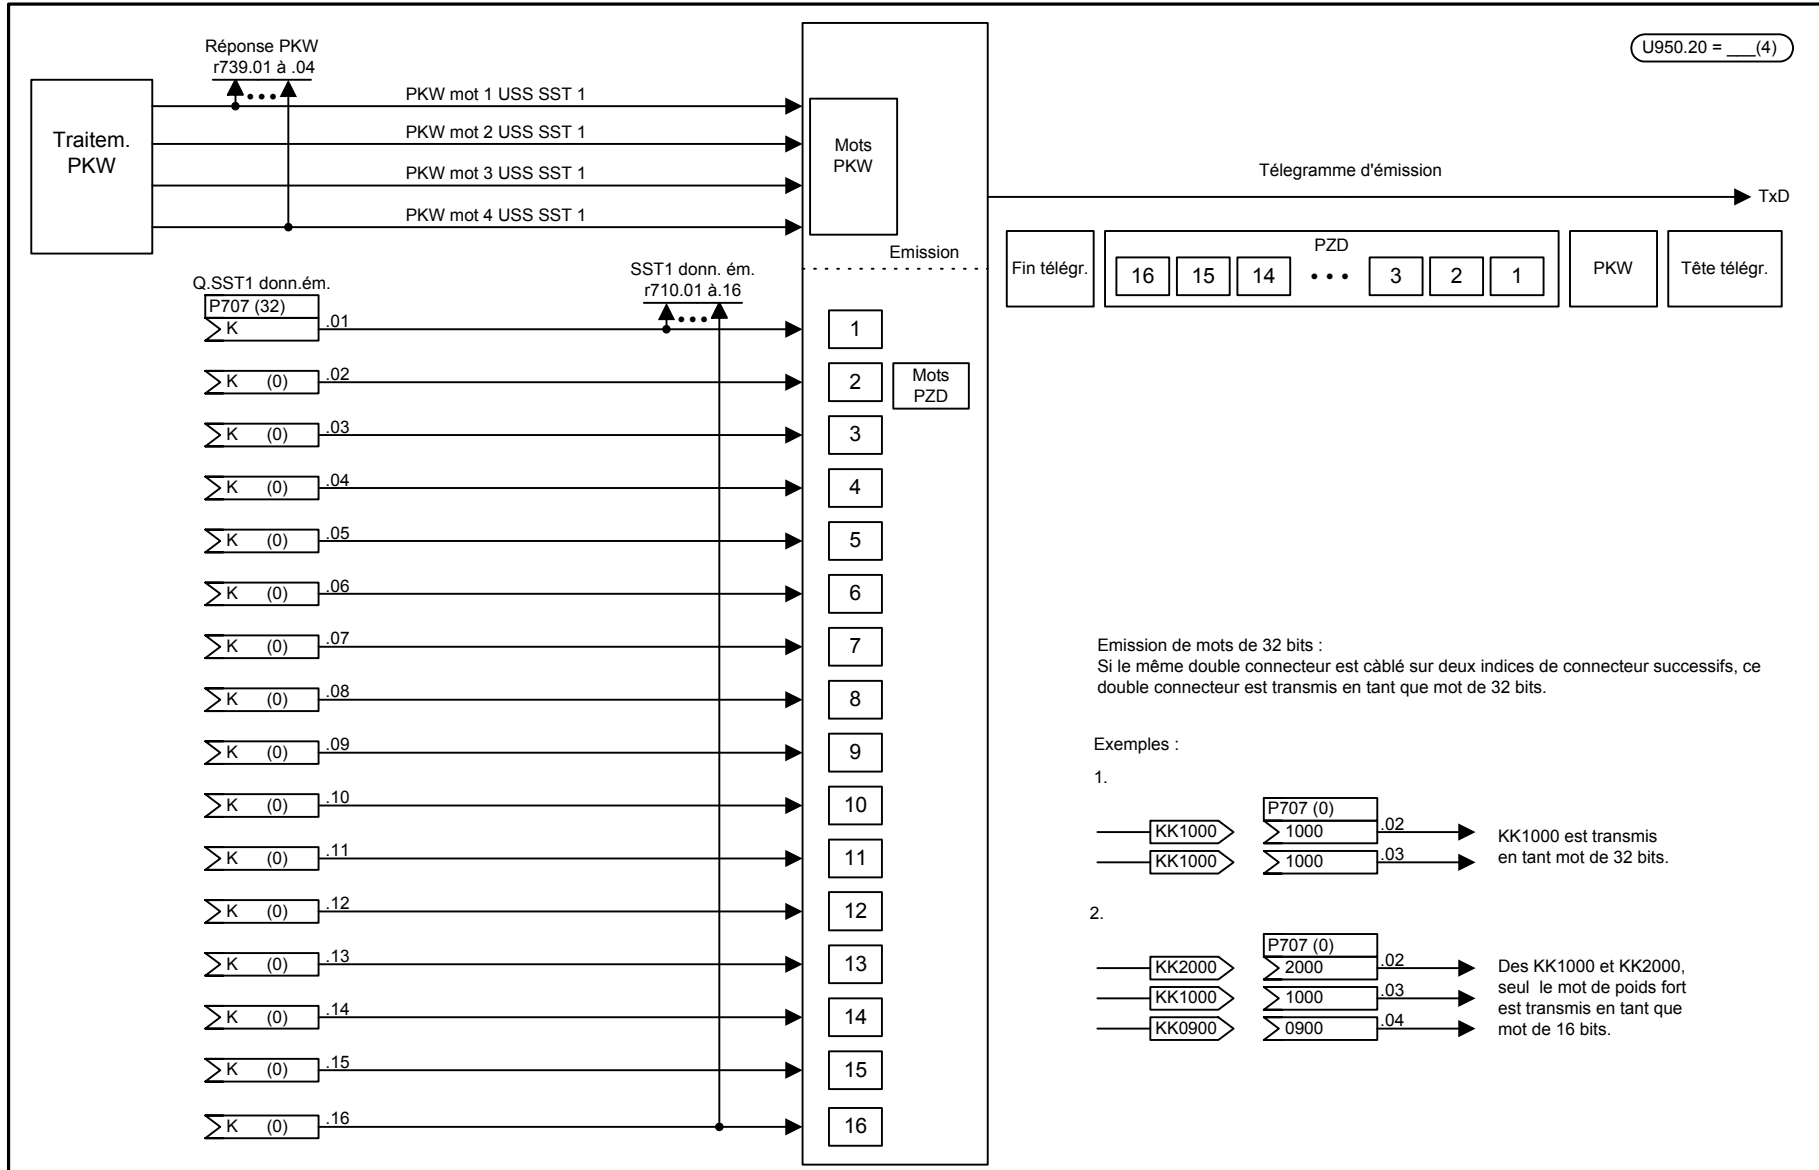 U950.20 = ___(4)
Réponse PKW
r739.01 à .04
Traitem.
PKW
PKW mot 1 USS SST 1
PKW mot 2 USS SST 1
PKW mot 3 USS SST 1
PKW mot 4 USS SST 1
Mots
PKW
Emission
Télegramme d'émission
TxD
Fin télégr.
PZD
16 15 14 ••• 3 2 1
PKW
Tête télégr.
Q.SST1 donn.ém.
P707 (32)
SST1 donn. ém.
r710.01 à.16
K .01 1
K (0) .02 2
Mots
PZD
K (0) .03 3
K (0) .04 4
K (0) .05 5
K (0) .06 6
K (0) .07 7
K (0) .08 8
K (0) .09 9
K (0) .10 10
K (0) .11 11
K (0) .12 12
K (0) .13 13
K (0) .14 14
K (0) .15 15
K (0) .16 16
Emission de mots de 32 bits :
Si le même double connecteur est càblé sur deux indices de connecteur successifs, ce
double connecteur est transmis en tant que mot de 32 bits.
Exemples :
1.
P707 (0)
KK1000 1000 .02
KK1000 1000 .03
KK1000 est transmis
en tant mot de 32 bits.
2.
P707 (0)
KK2000 2000 .02
KK1000 1000 .03
KK0900 0900 .04
Des KK1000 et KK2000,
seul le mot de poids fort
est transmis en tant que
mot de 16 bits.